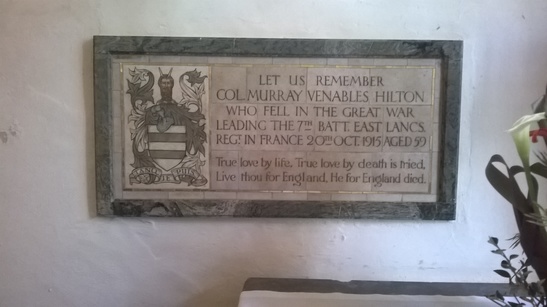 LET US REMEMBER
COL. MURRAY VENABLES HILTON
WHO FELL IN THE GREAT WAR
LEADING THE 7TH BATT. EAST LANCS.
REGT. IN FRANCE 20TH OCT. 1915 AGED 59
True love by life, True love by death is tried,
Live thou for England, He for England died.